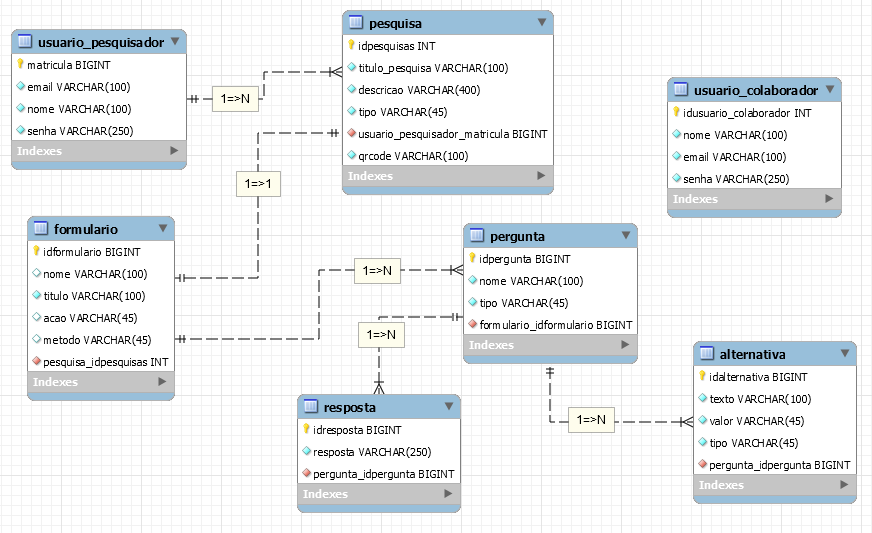 usuario_pesquisador
matricula BIGINT
email VARCHAR(100)
nome VARCHAR(100)
senha VARCHAR(250)
Indexes
1=>N
pesquisa
idpesquisas INT
titulo_pesquisa VARCHAR(100)
descricao VARCHAR(400)
tipo VARCHAR(45)
usuario_pesquisador_matricula BIGINT
qrcode VARCHAR(100)
Indexes
usuario_colaborador
idusuario_colaborador INT
nome VARCHAR(100)
email VARCHAR(100)
senha VARCHAR(250)
Indexes
1=>1
formulario
idformulario BIGINT
nome VARCHAR(100)
titulo VARCHAR(100)
acao VARCHAR(45)
metodo VARCHAR(45)
pesquisa_idpesquisas INT
Indexes
1=>N
pergunta
idpergunta BIGINT
nome VARCHAR(100)
tipo VARCHAR(45)
formulario_idformulario BIGINT
Indexes
1=>N
resposta
idresposta BIGINT
resposta VARCHAR(250)
pergunta_idpergunta BIGINT
Indexes
1=>N
alternativa
idalternativa BIGINT
texto VARCHAR(100)
valor VARCHAR(45)
tipo VARCHAR(45)
pergunta_idpergunta BIGINT
Indexes